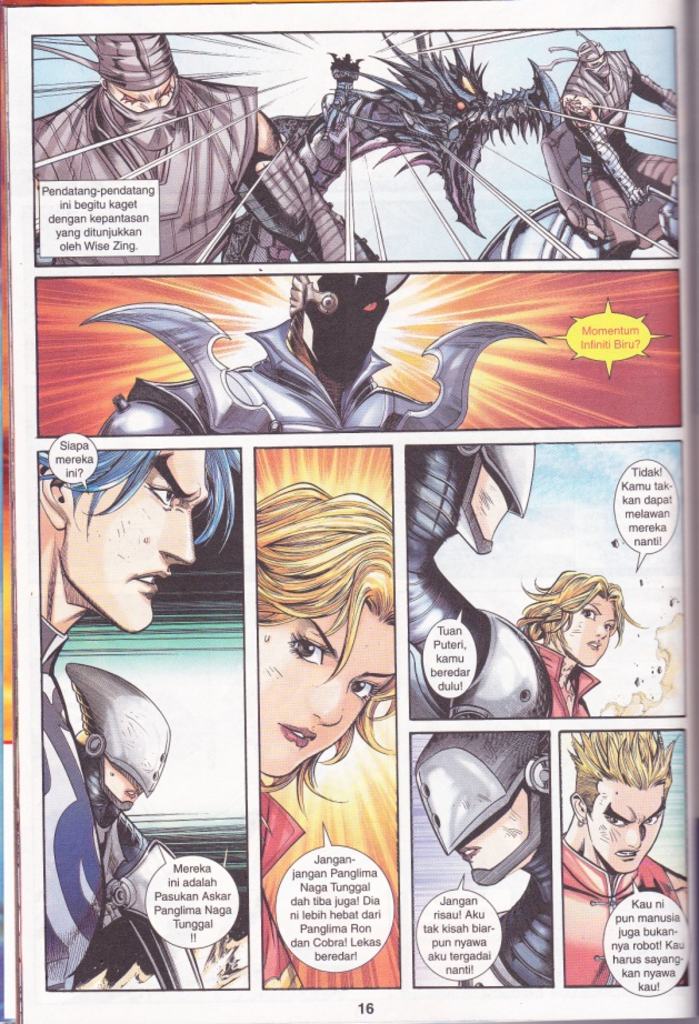 Pendatang-pendatang
ini begitu kaget
dengan kepantasan
yang ditunjukkan
oleh Wise Zing.
Momentum
Infiniti Biru?
Siapa
mereka
ini?
Mereka
ini adalah
Pasukan Askar
Panglima Naga
Tunggal
!!
Jangan-
jangan Panglima
Naga Tunggal
dah tiba juga! Dia
ni lebih hebat dari
Panglima Ron
dan Cobra! Lekas
beredar!
Tidak!
Kamu tak-
kan dapat
melawan
mereka
nanti!
Tuan
Puteri,
kamu
beredar
dulu!
Jangan
risau! Aku
tak kisah biar-
pun nyawa
aku tergadai
nanti!
Kau ni
pun manusia
juga bukan-
nya robot! Kau
harus sayang-
kan nyawa
kau!
16